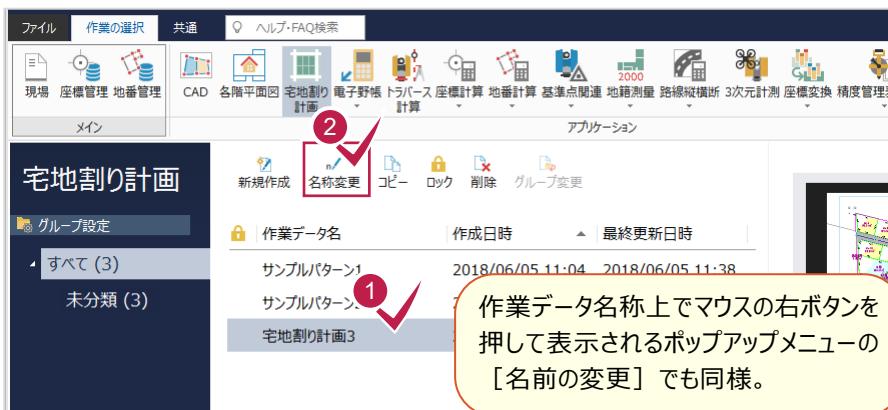 ファイル 作業の選択 共通 ヘルプ・FAQ検索
現場 座標管理 地番管理 CAD 各階平面図 宅地割り計画 電子野帳 トラバース計算 座標計算 地番計算 基準点関連 2000 地籍測量 路線縦横断 3次元計測 座標変換 精度管理
メイン アプリケーション
2
宅地割り計画
新規作成 名称変更 コピー ロック 削除 グループ変更
グループ設定
作業データ名 作成日時 最終更新日時
すべて (3)
サンプルパターン1 2018/06/05 11:04 2018/06/05 11:38
未分類 (3)
サンプルパターン
1
宅地割り計画3
作業データ名称上でマウスの右ボタンを
押して表示されるポップアップメニューの
［名前の変更］でも同様。